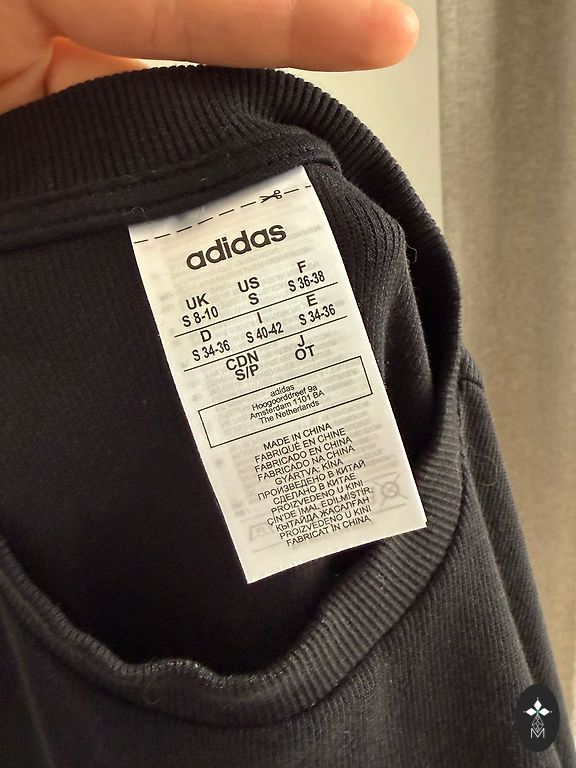 adidas
UK US F
S 8-10 S S 36-38
D I E
S 34-36 S 40-42 S 34-36
CDN J
S/P OT
adidas
Hoogoorddreef 9a
Amsterdam 1101 BA
The Netherlands
MADE IN CHINA
FABRIQUÉ EN CHINE
FABRICADO EN CHINA
FABRICADO NA CHINA
GYÁRTVA: KÍNA
ПРОИЗВЕДЕНО В КИТАЙ
СДЕЛАНО В КИТАЕ
PROIZVEDENO U KINI
ÇİN'DE İMAL EDİLMİŞTİR.
ҚЫТАЙДА ЖАСАЛҒАН
PROIZVEDENO U KINI
FABRICAT ÎN CHINA
M